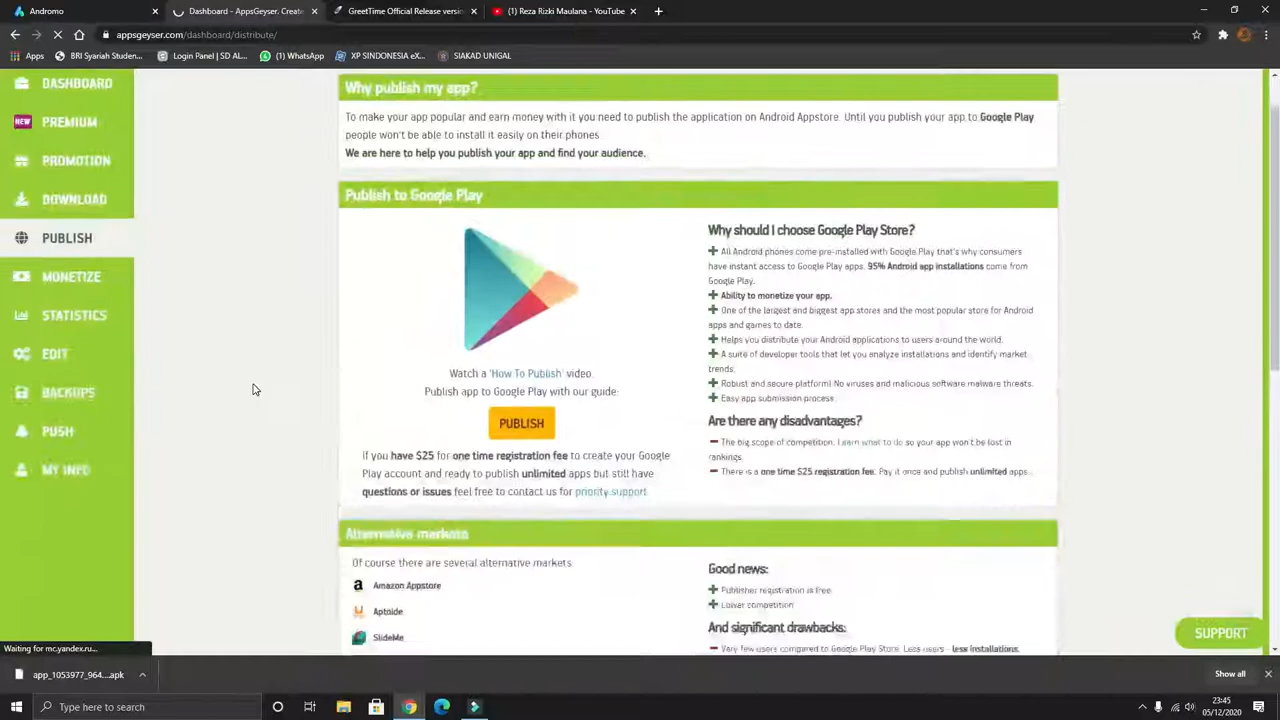 Andromo
Dashboard - AppsGeyser. Create
GreetTime Official Release versio
(1) Reza Rizki Maulana - YouTube
appsgeyser.com/dashboard/distribute/
Apps
BRI Syariah Studen...
Login Panel | SD AL...
(1) WhatsApp
XP SINDONESIA eX...
SIAKAD UNIGAL
DASHBOARD
NEW PREMIUM
PROMOTION
DOWNLOAD
PUBLISH
MONETIZE
STATISTICS
EDIT
BACKUPS
PUSH
MY INFO
Why publish my app?
To make your app popular and earn money with it you need to publish the application on Android Appstore. Until you publish your app to Google Play
people won't be able to install it easily on their phones
We are here to help you publish your app and find your audience.
Publish to Google Play
Watch a 'How To Publish' video.
Publish app to Google Play with our guide:
PUBLISH
If you have $25 for one time registration fee to create your Google
Play account and ready to publish unlimited apps but still have
questions or issues feel free to contact us for priority support
Why should I choose Google Play Store?
All Android phones come pre-installed with Google Play that's why consumers
have instant access to Google Play apps. 95% Android app installations come from
Google Play.
Ability to monetize your app.
One of the largest and biggest app stores and the most popular store for Android
apps and games to date.
Helps you distribute your Android applications to users around the world.
A suite of developer tools that let you analyze installations and identify market
trends.
Robust and secure platform! No viruses and malicious software malware threats.
Easy app submission process
Are there any disadvantages?
The big scope of competition. Learn what to do so your app won't be lost in
rankings.
There is a one time $25 registration fee. Pay it once and publish unlimited apps...
Alternative markets
Of course there are several alternative markets
Amazon Appstore
Aptoide
SlideMe
Good news:
Publisher registration is free
Lower competition
And significant drawbacks:
Very few users compared to Google Play Store. Less users - less installations.
SUPPORT
Waiting for mc.yandex.ru...
app_1053977_964....apk
Show all
Type here to search
23:45
05/12/2020